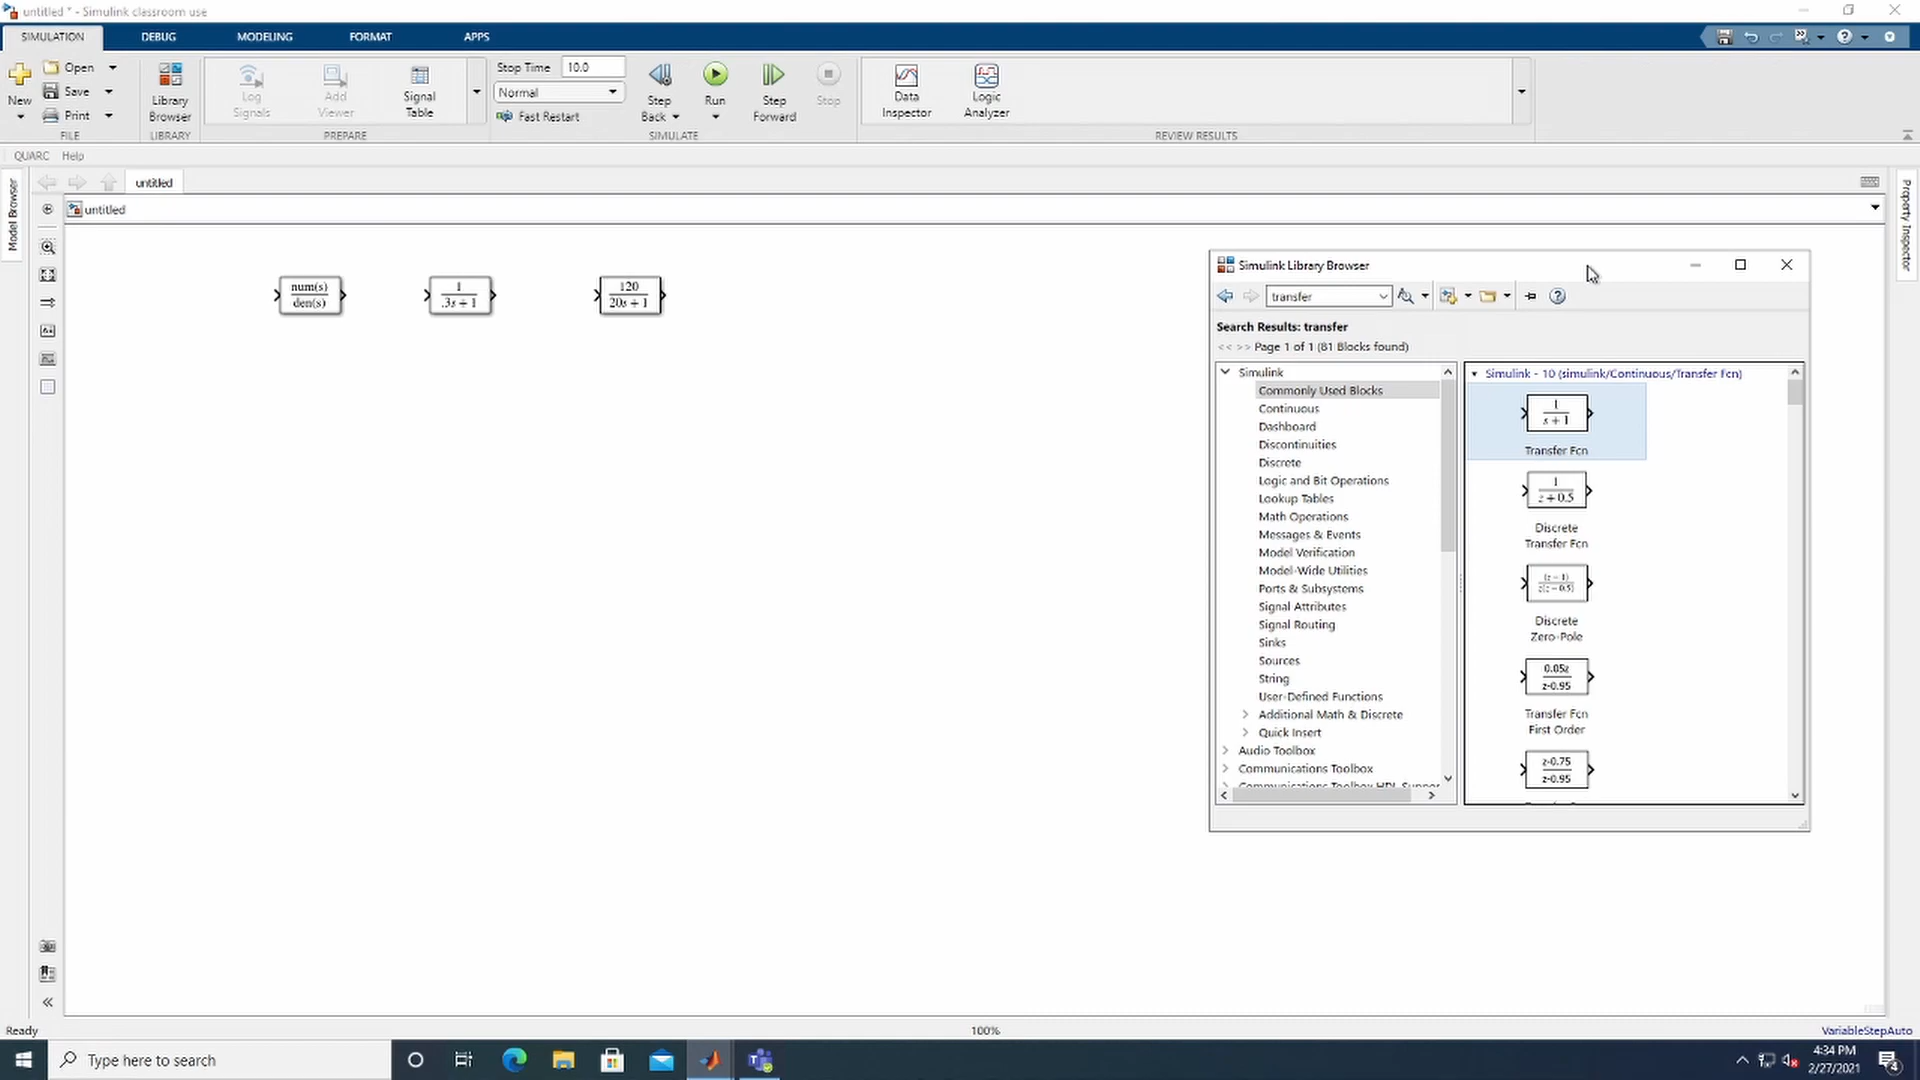 untitled * - Simulink classroom use
SIMULATION DEBUG MODELING FORMAT APPS
New
Open
Save
Print
FILE
Library Browser
LIBRARY
Log Signals
Add Viewer
Signal Table
PREPARE
Stop Time 10.0
Normal
Fast Restart
Step Back
Run
Step Forward
Stop
SIMULATE
Data Inspector
Logic Analyzer
REVIEW RESULTS
QUARC Help
Model Browser
untitled
untitled
Property Inspector
num(s)
den(s)
1
.3s + 1
120
20s + 1
Simulink Library Browser
transfer
Search Results: transfer
<< >> Page 1 of 1 (81 Blocks found)
Simulink
Commonly Used Blocks
Continuous
Dashboard
Discontinuities
Discrete
Logic and Bit Operations
Lookup Tables
Math Operations
Messages & Events
Model Verification
Model-Wide Utilities
Ports & Subsystems
Signal Attributes
Signal Routing
Sinks
Sources
String
User-Defined Functions
Additional Math & Discrete
Quick Insert
Audio Toolbox
Communications Toolbox
Simulink - 10 (simulink/Continuous/Transfer Fcn)
1
s + 1
Transfer Fcn
1
z + 0.5
Discrete
Transfer Fcn
(z − 1)
z(z − 0.5)
Discrete
Zero-Pole
0.05z
z-0.95
Transfer Fcn
First Order
z-0.75
z-0.95
Ready
100%
VariableStepAuto
Type here to search
4:34 PM
2/27/2021
4